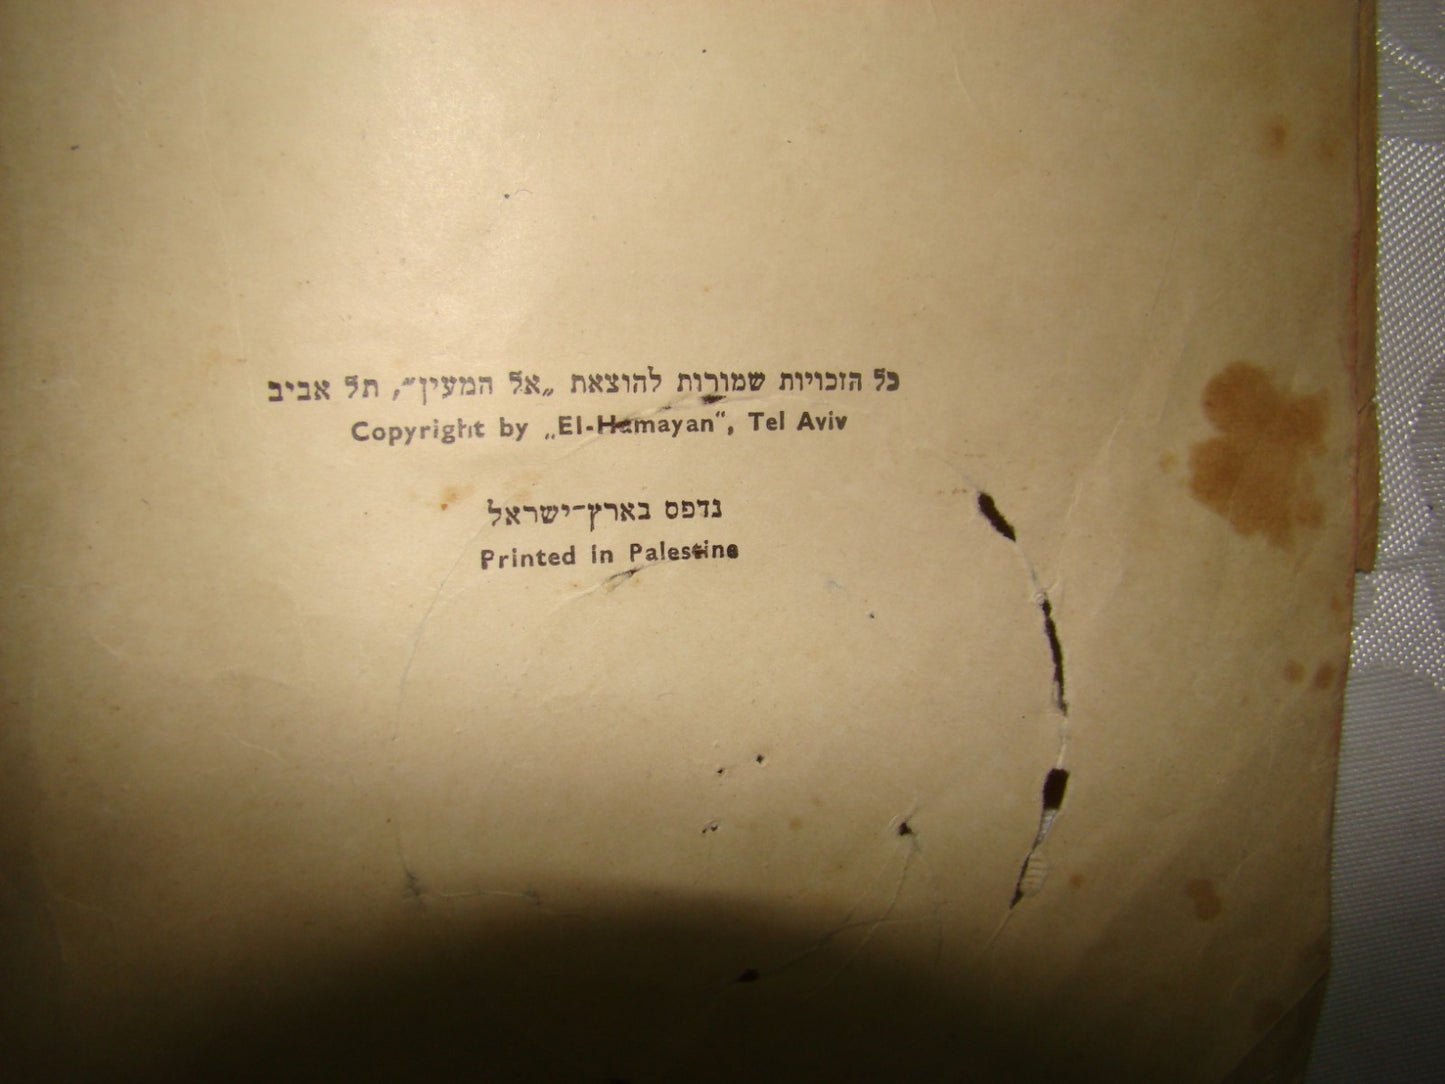 כל הזכויות שמורות להוצאת „אל המעין״, תל אביב
Copyright by „El-Hamayan“, Tel Aviv
נדפס בארץ־ישראל
Printed in Palestine